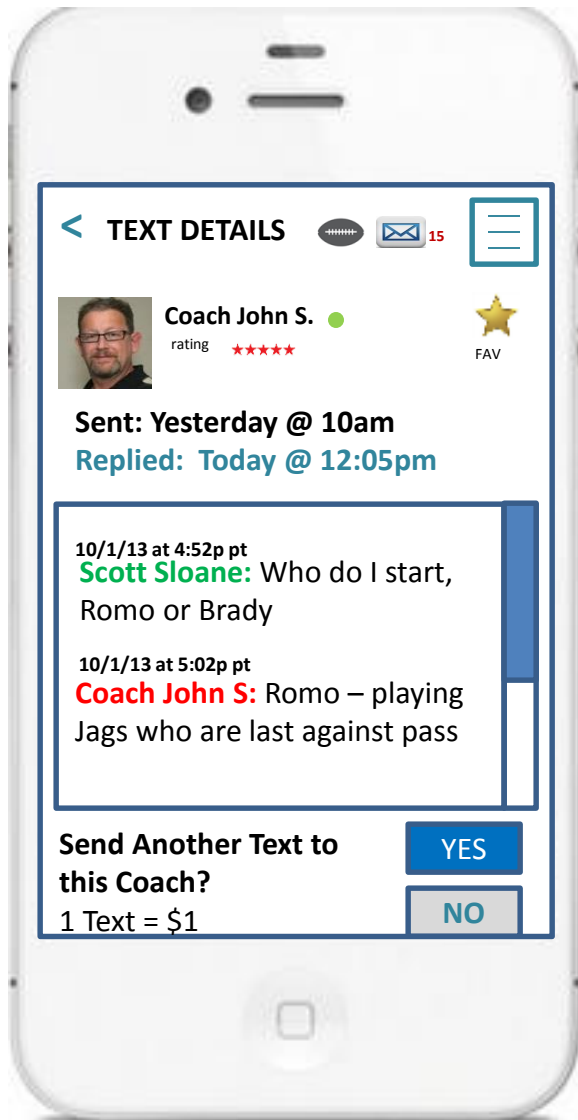 < TEXT DETAILS 15
Coach John S.
rating ★★★★★
FAV
Sent: Yesterday @ 10am
Replied: Today @ 12:05pm
10/1/13 at 4:52p pt
Scott Sloane: Who do I start,
Romo or Brady
10/1/13 at 5:02p pt
Coach John S: Romo – playing
Jags who are last against pass
Send Another Text to
this Coach?
YES
1 Text = $1
NO